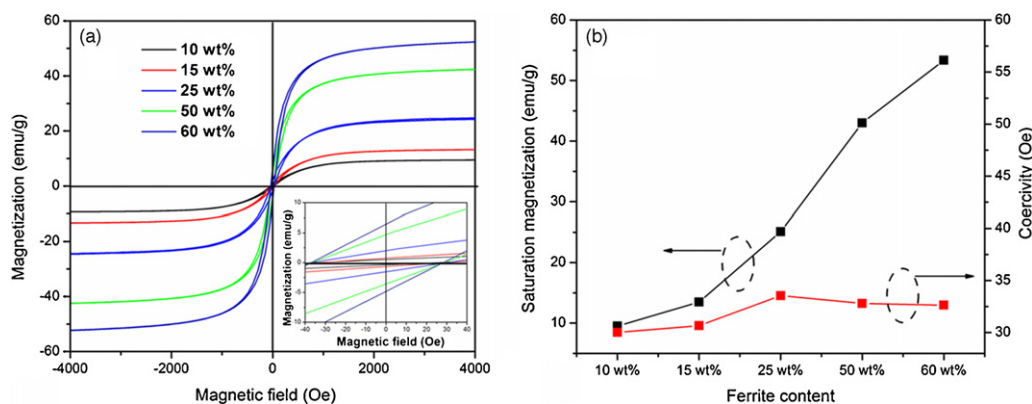 (a)
60
40
20
0
-20
-40
-60
Magnetization (emu/g)
10 wt%
15 wt%
25 wt%
50 wt%
60 wt%
-4000
-2000
0
2000
4000
Magnetic field (Oe)
10
5
0
-5
-10
Magnetization (emu/g)
-40 -30 -20 -10 0 10 20 30 40
Magnetic field (Oe)
(b)
60
50
40
30
20
10
Saturation magnetization (emu/g)
60
55
50
45
40
35
30
Coercivity (Oe)
10 wt%
15 wt%
25 wt%
50 wt%
60 wt%
Ferrite content